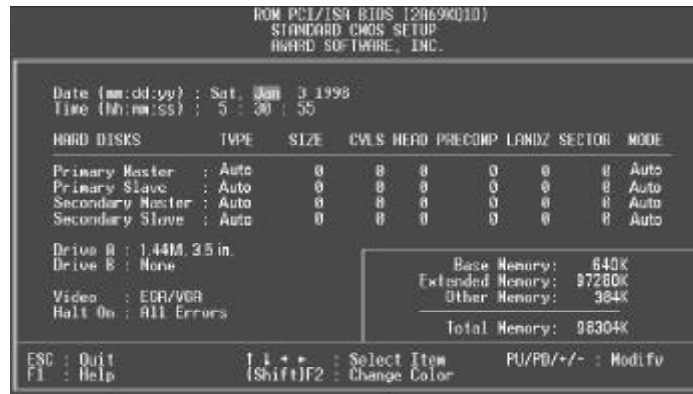 ROM PCI/ISA BIOS (2A69KQ1D)
STANDARD CMOS SETUP
AWARD SOFTWARE, INC.
Date (mm:dd:yy) : Sat, Jan 3 1998
Time (hh:mm:ss) : 5 : 30 : 55
HARD DISKS TYPE SIZE CYLS HEAD PRECOMP LANDZ SECTOR MODE
Primary Master : Auto 0 0 0 0 0 0 Auto
Primary Slave : Auto 0 0 0 0 0 0 Auto
Secondary Master : Auto 0 0 0 0 0 0 Auto
Secondary Slave : Auto 0 0 0 0 0 0 Auto
Drive A : 1.44M, 3.5 in.
Drive B : None
Video : EGA/VGA
Halt On : All Errors
Base Memory: 640K
Extended Memory: 97280K
Other Memory: 384K
Total Memory: 98304K
ESC : Quit ↑ ↓ → ← : Select Item PU/PD/+/- : Modify
F1 : Help (Shift)F2 : Change Color